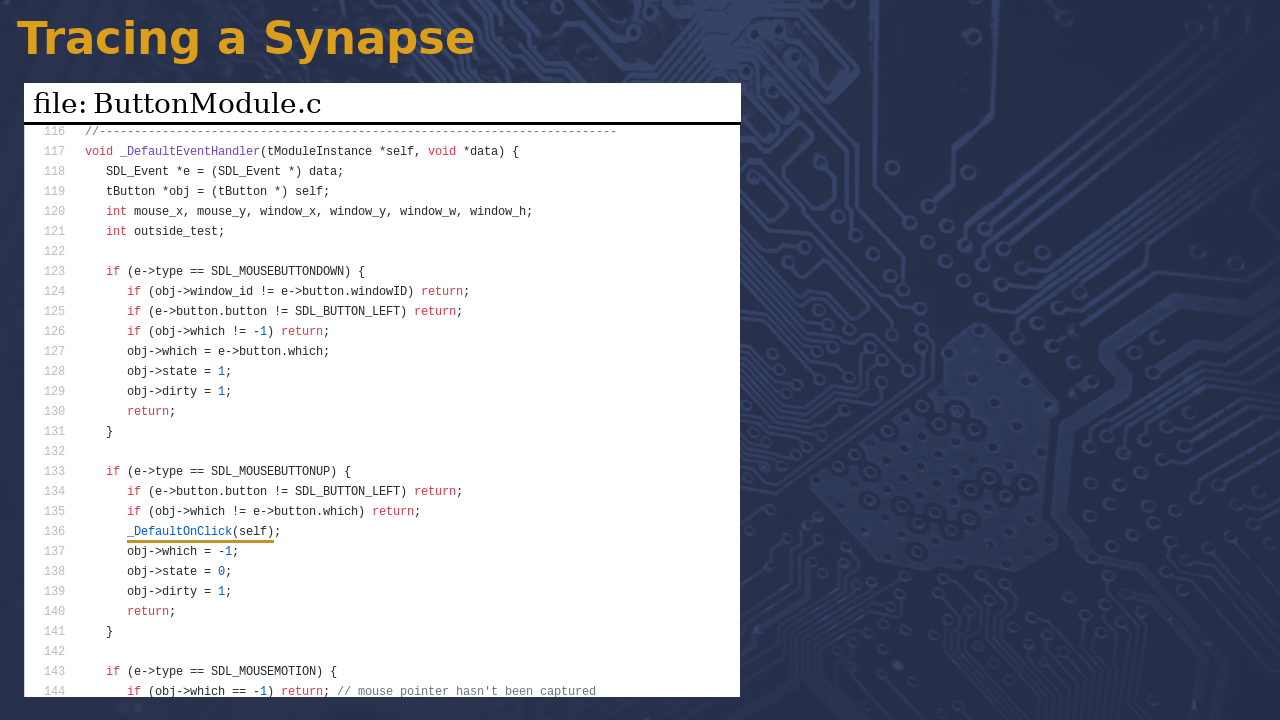 Tracing a Synapse
file: ButtonModule.c
116 //--------------------------------------------------------------------------
117 void _DefaultEventHandler(tModuleInstance *self, void *data) {
118 SDL_Event *e = (SDL_Event *) data;
119 tButton *obj = (tButton *) self;
120 int mouse_x, mouse_y, window_x, window_y, window_w, window_h;
121 int outside_test;
122
123 if (e->type == SDL_MOUSEBUTTONDOWN) {
124 if (obj->window_id != e->button.windowID) return;
125 if (e->button.button != SDL_BUTTON_LEFT) return;
126 if (obj->which != -1) return;
127 obj->which = e->button.which;
128 obj->state = 1;
129 obj->dirty = 1;
130 return;
131 }
132
133 if (e->type == SDL_MOUSEBUTTONUP) {
134 if (e->button.button != SDL_BUTTON_LEFT) return;
135 if (obj->which != e->button.which) return;
136 _DefaultOnClick(self);
137 obj->which = -1;
138 obj->state = 0;
139 obj->dirty = 1;
140 return;
141 }
142
143 if (e->type == SDL_MOUSEMOTION) {
144 if (obj->which == -1) return; // mouse pointer hasn't been captured